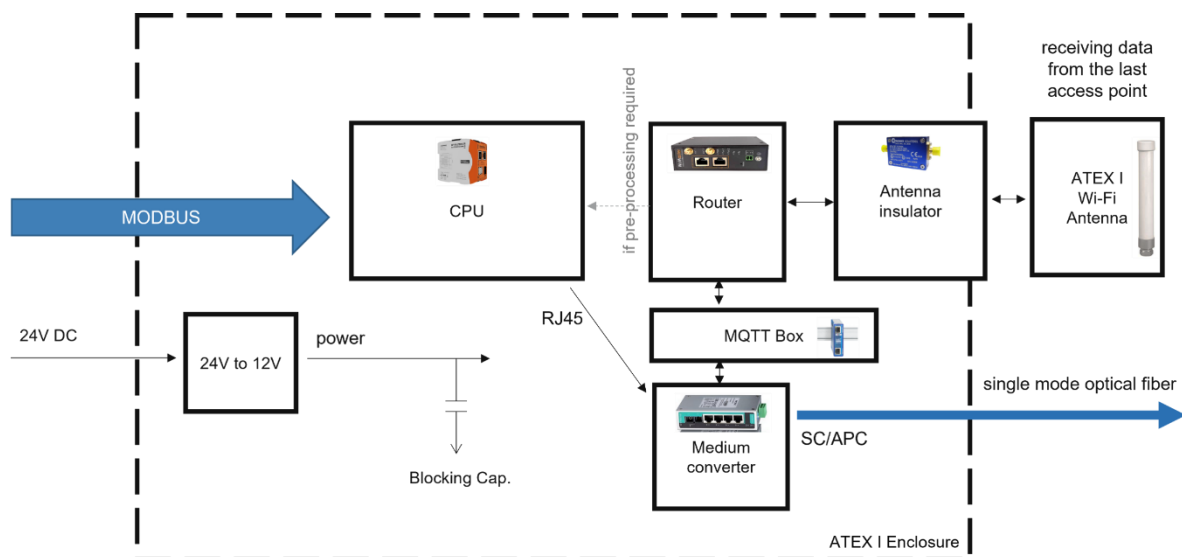 receiving data
from the last
access point
if pre-processing required
CPU
Router
Antenna
insulator
ATEX I
Wi-Fi
Antenna
MODBUS
RJ45
MQTT Box
24V DC
24V to 12V
power
single mode optical fiber
SC/APC
Medium
converter
Blocking Cap.
ATEX I Enclosure